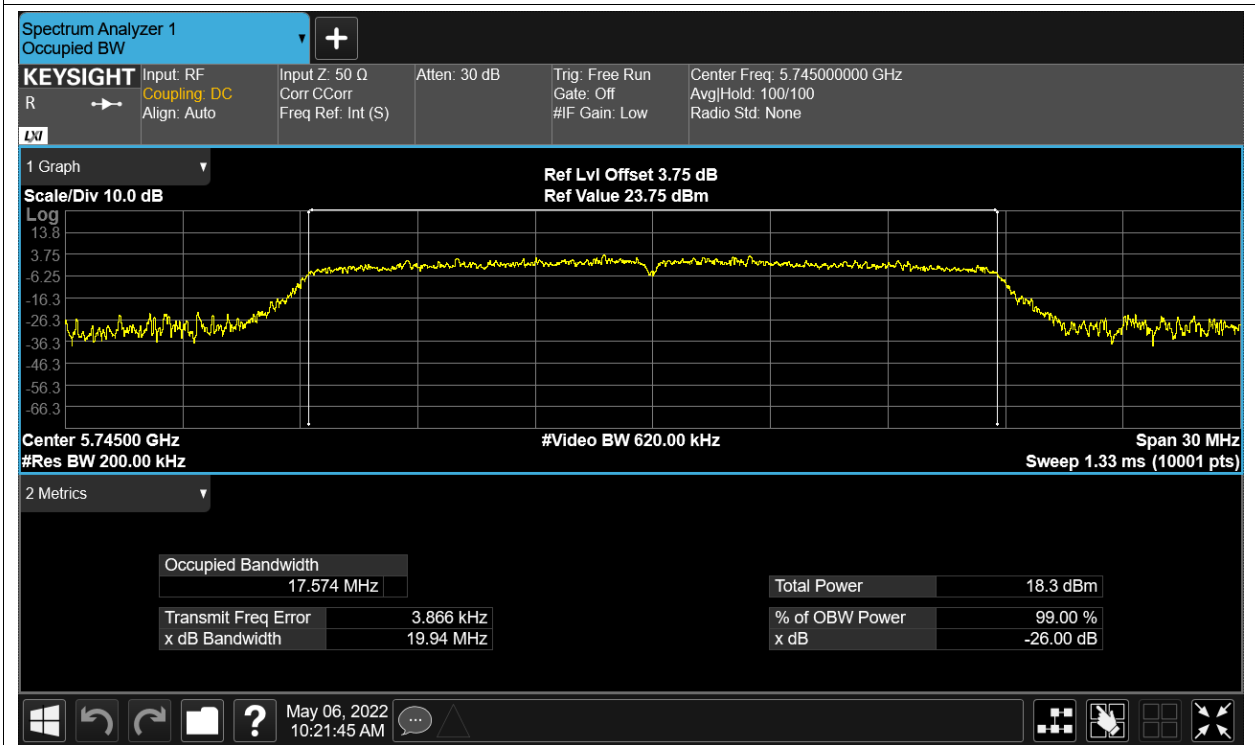 Spectrum Analyzer 1
Occupied BW
KEYSIGHT
R
LXI
Input: RF
Coupling: DC
Align: Auto
Input Z: 50 Ω
Corr CCorr
Freq Ref: Int (S)
Atten: 30 dB
Trig: Free Run
Gate: Off
#IF Gain: Low
Center Freq: 5.745000000 GHz
Avg|Hold: 100/100
Radio Std: None
1 Graph
Scale/Div 10.0 dB
Ref Lvl Offset 3.75 dB
Ref Value 23.75 dBm
Log
13.8
3.75
-6.25
-16.3
-26.3
-36.3
-46.3
-56.3
-66.3
Center 5.74500 GHz
#Video BW 620.00 kHz
Span 30 MHz
#Res BW 200.00 kHz
Sweep 1.33 ms (10001 pts)
2 Metrics
Occupied Bandwidth
17.574 MHz
Total Power 18.3 dBm
Transmit Freq Error 3.866 kHz
% of OBW Power 99.00 %
x dB Bandwidth 19.94 MHz
x dB -26.00 dB
?
May 06, 2022
10:21:45 AM